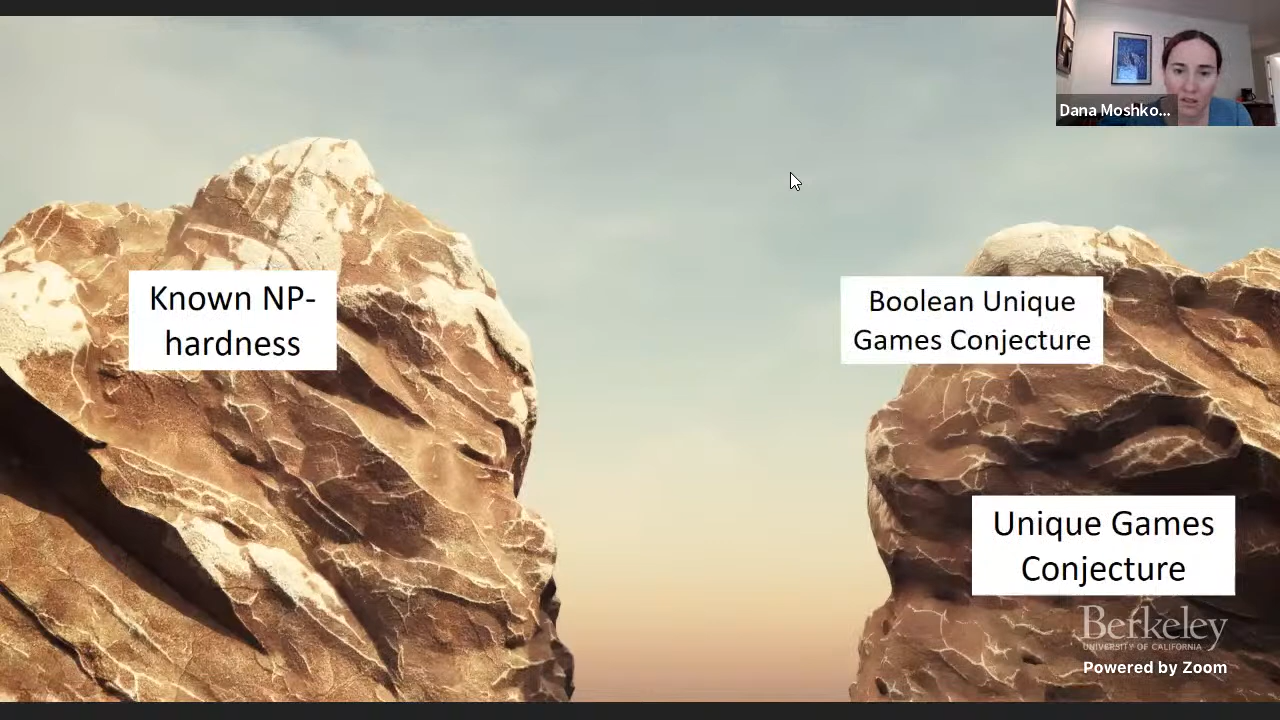 Dana Moshko...
Known NP-
hardness
Boolean Unique
Games Conjecture
Unique Games
Conjecture
Berkeley
UNIVERSITY OF CALIFORNIA
Powered by Zoom